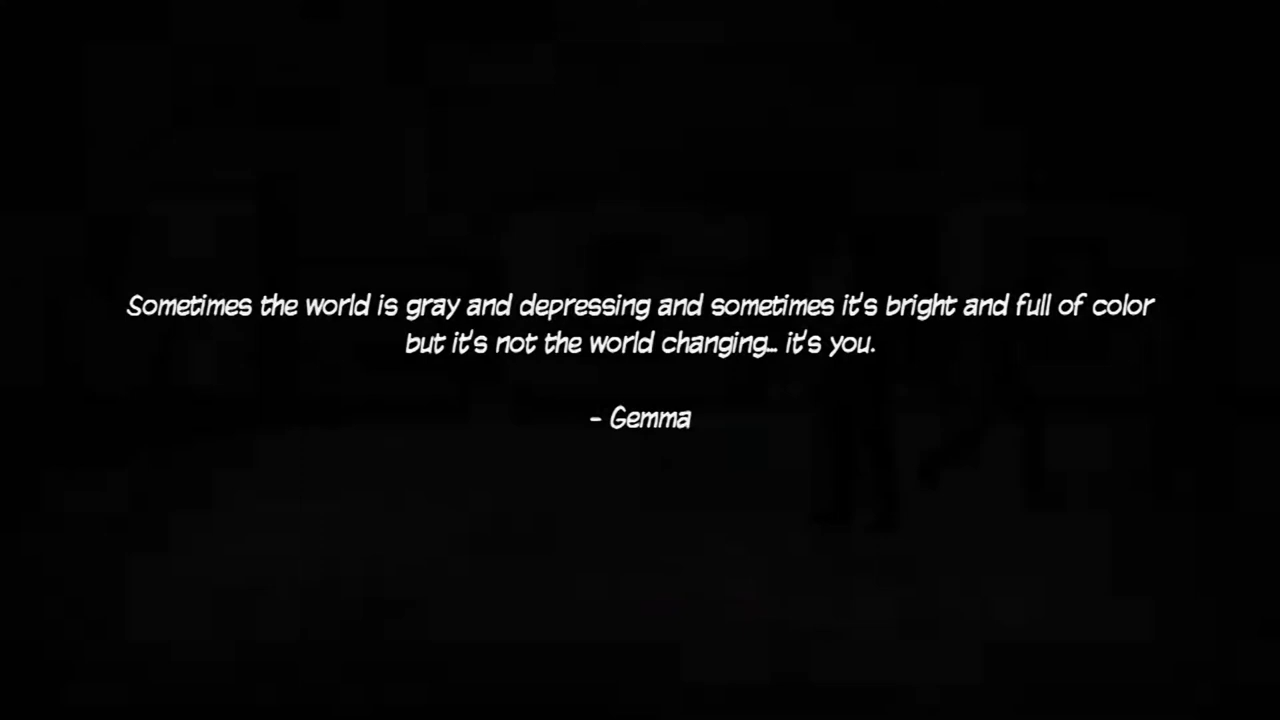 Sometimes the world is gray and depressing and sometimes it's bright and full of color
but it's not the world changing... it's you.
- Gemma